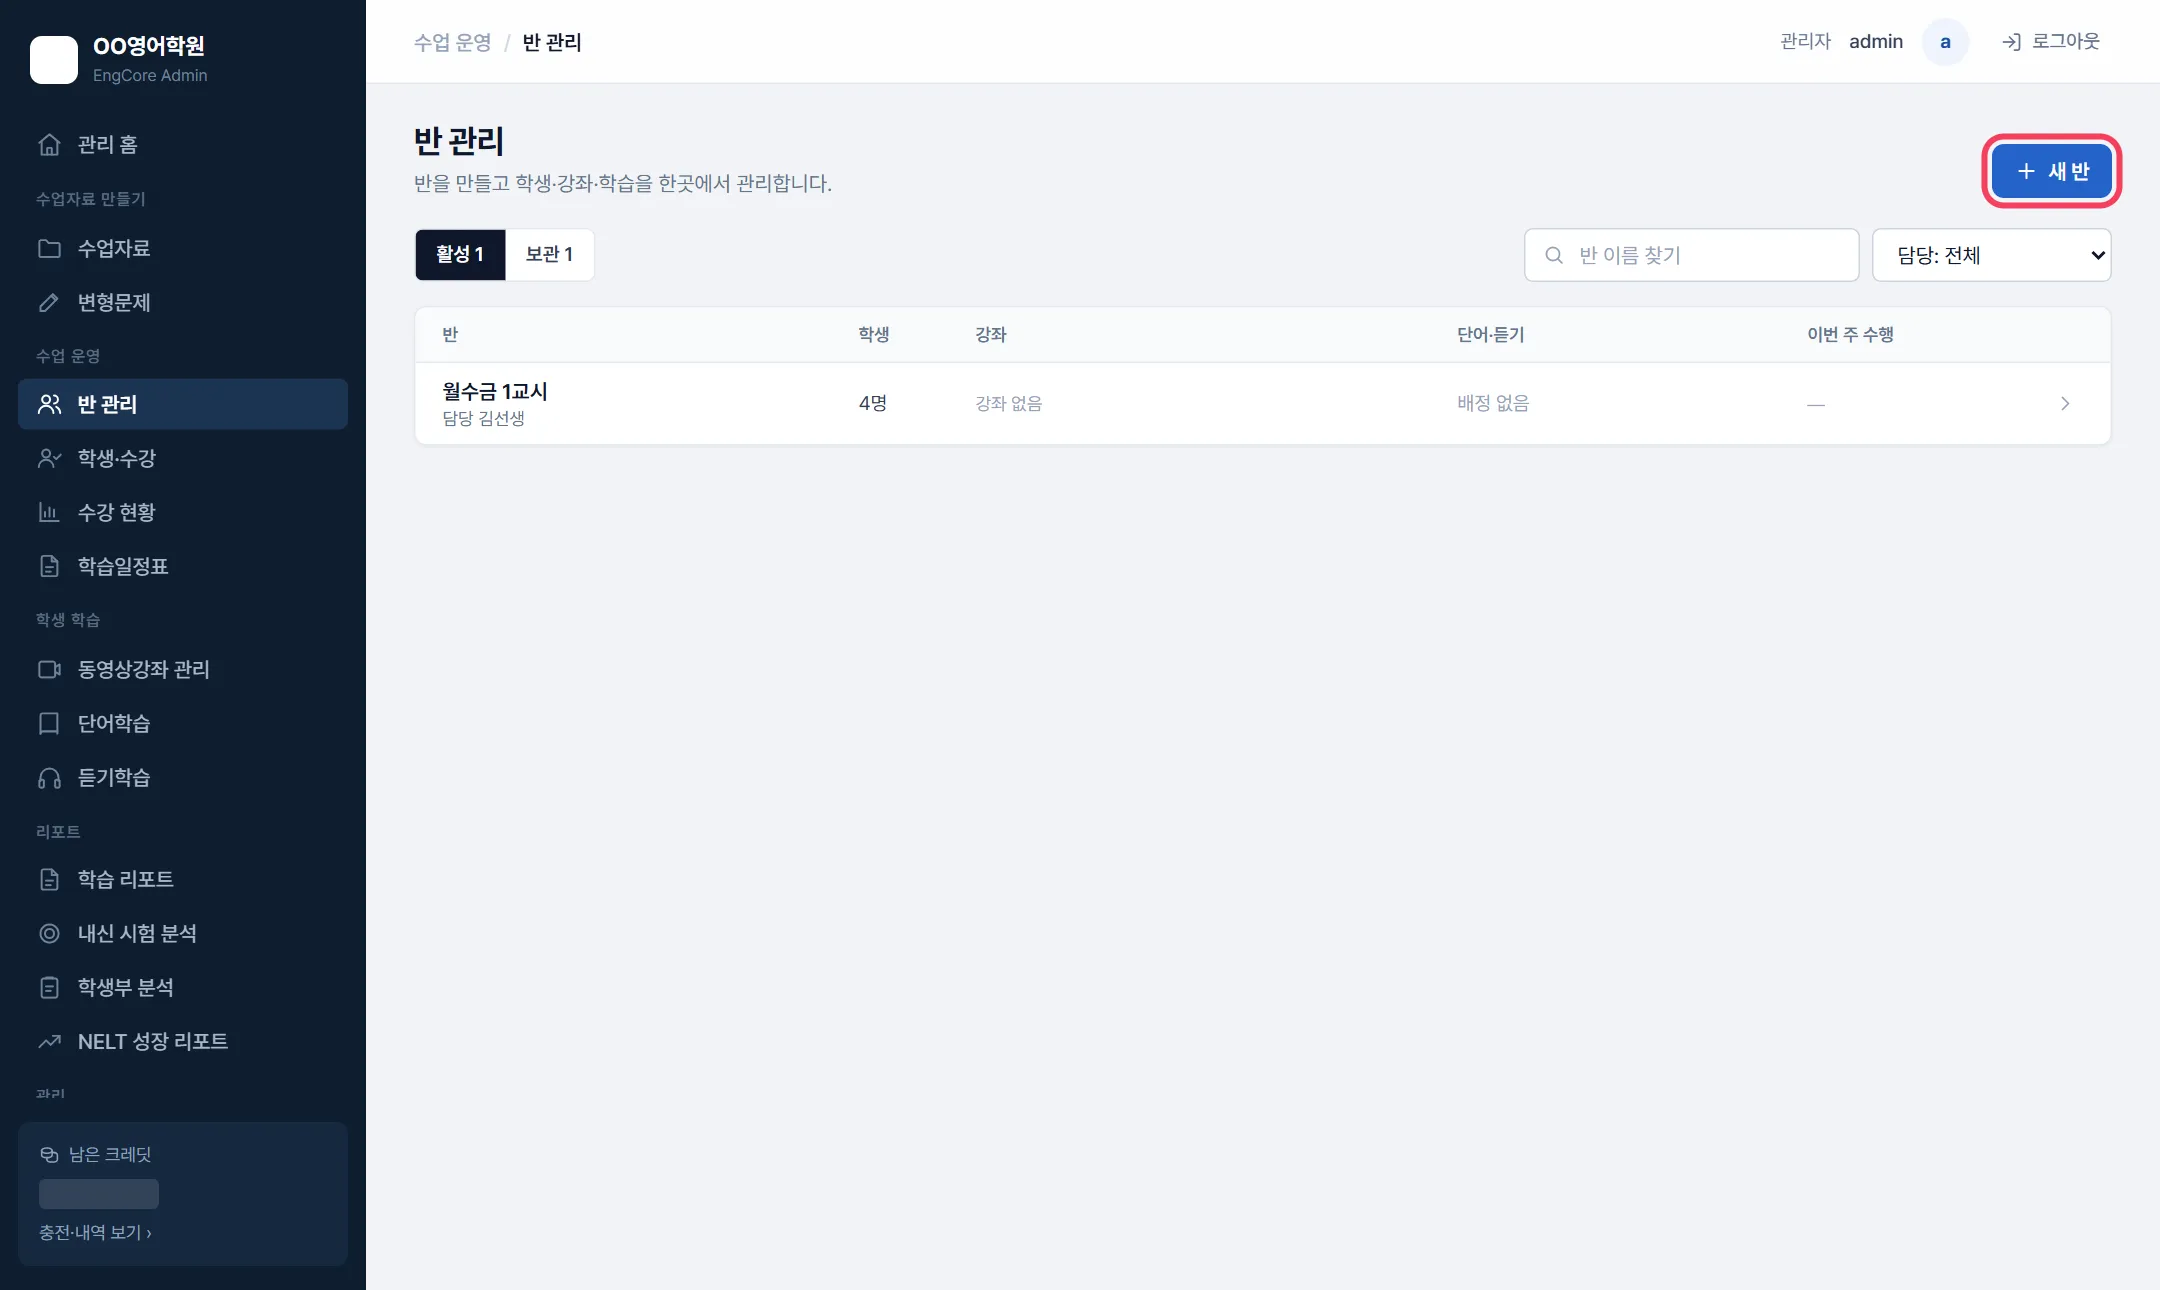 OO영어학원
EngCore Admin
관리 홈
수업자료 만들기
수업자료
변형문제
수업 운영
반 관리
학생·수강
수강 현황
학습일정표
학생 학습
동영상강좌 관리
단어학습
듣기학습
리포트
학습 리포트
내신 시험 분석
학생부 분석
NELT 성장 리포트
관리
남은 크레딧
충전·내역 보기 ›
수업 운영 / 반 관리
관리자 admin a 로그아웃
반 관리
반을 만들고 학생·강좌·학습을 한곳에서 관리합니다.
+ 새 반
활성 1 보관 1
반 이름 찾기 담당: 전체
반 학생 강좌 단어·듣기 이번 주 수행
월수금 1교시
담당 김선생
4명 강좌 없음 배정 없음 —